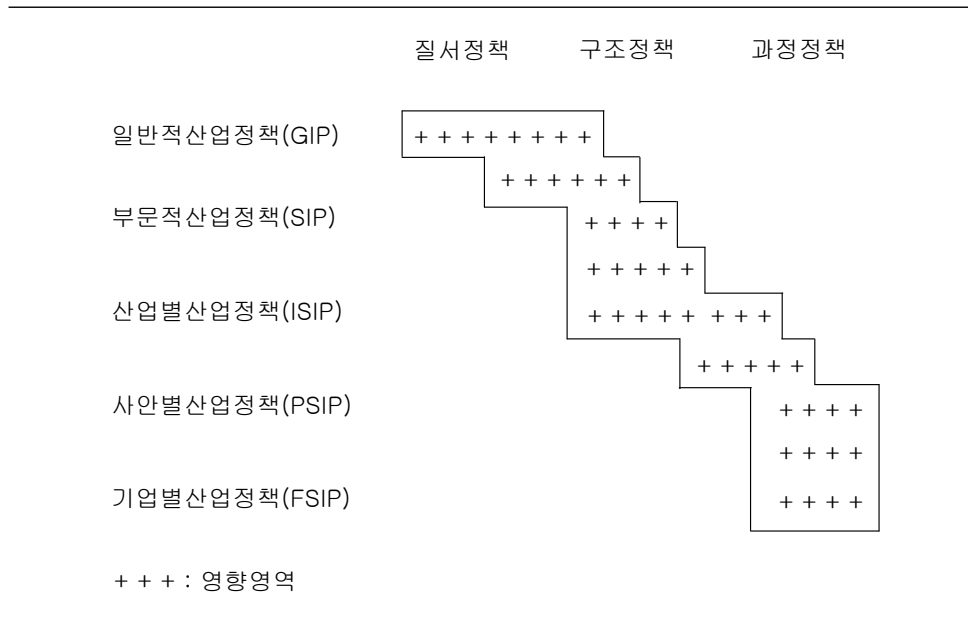 질서정책 구조정책 과정정책
일반적산업정책(GIP) + + + + + + + +
+ + + + + +
부문적산업정책(SIP) + + + +
+ + + + +
산업별산업정책(ISIP) + + + + + + + +
+ + + + +
사안별산업정책(PSIP) + + + +
+ + + +
기업별산업정책(FSIP) + + + +
+ + + : 영향영역